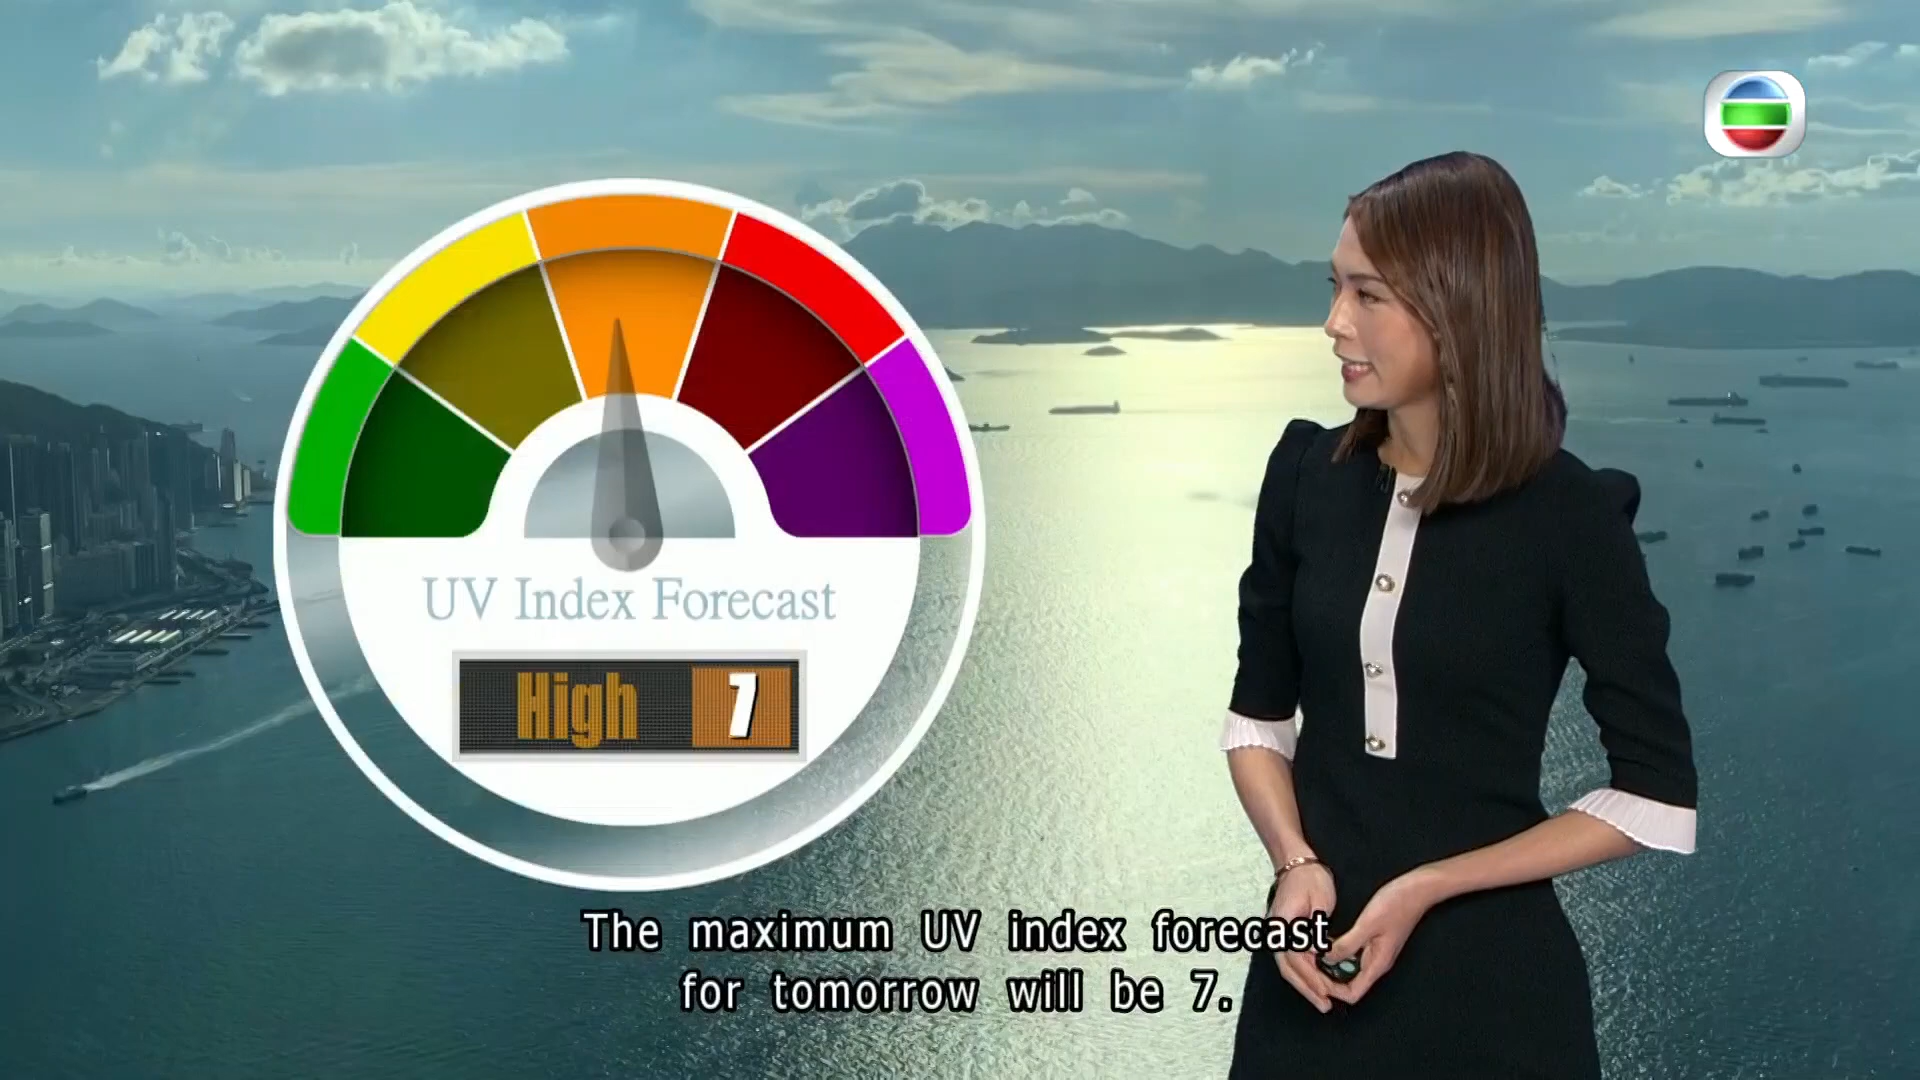 UV Index Forecast
High 7
The maximum UV index forecast
for tomorrow will be 7.